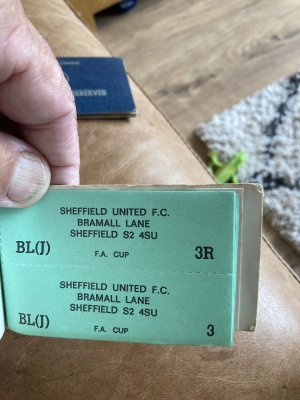 RESERVED
SHEFFIELD UNITED F.C.
BRAMALL LANE
SHEFFIELD S2 4SU
BL(J)
F.A. CUP
3R
SHEFFIELD UNITED F.C.
BRAMALL LANE
SHEFFIELD S2 4SU
BL(J)
F.A. CUP
3